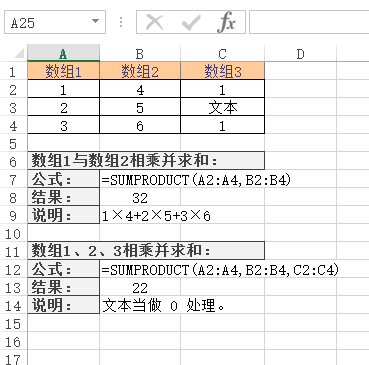 A25
fx
A B C D
1 数组1 数组2 数组3
2 1 4 1
3 2 5 文本
4 3 6 1
5
6 数组1与数组2相乘并求和：
7 公式： =SUMPRODUCT(A2:A4,B2:B4)
8 结果： 32
9 说明： 1×4+2×5+3×6
10
11 数组1、2、3相乘并求和：
12 公式： =SUMPRODUCT(A2:A4,B2:B4,C2:C4)
13 结果： 22
14 说明： 文本当做 0 处理。
15
16
17